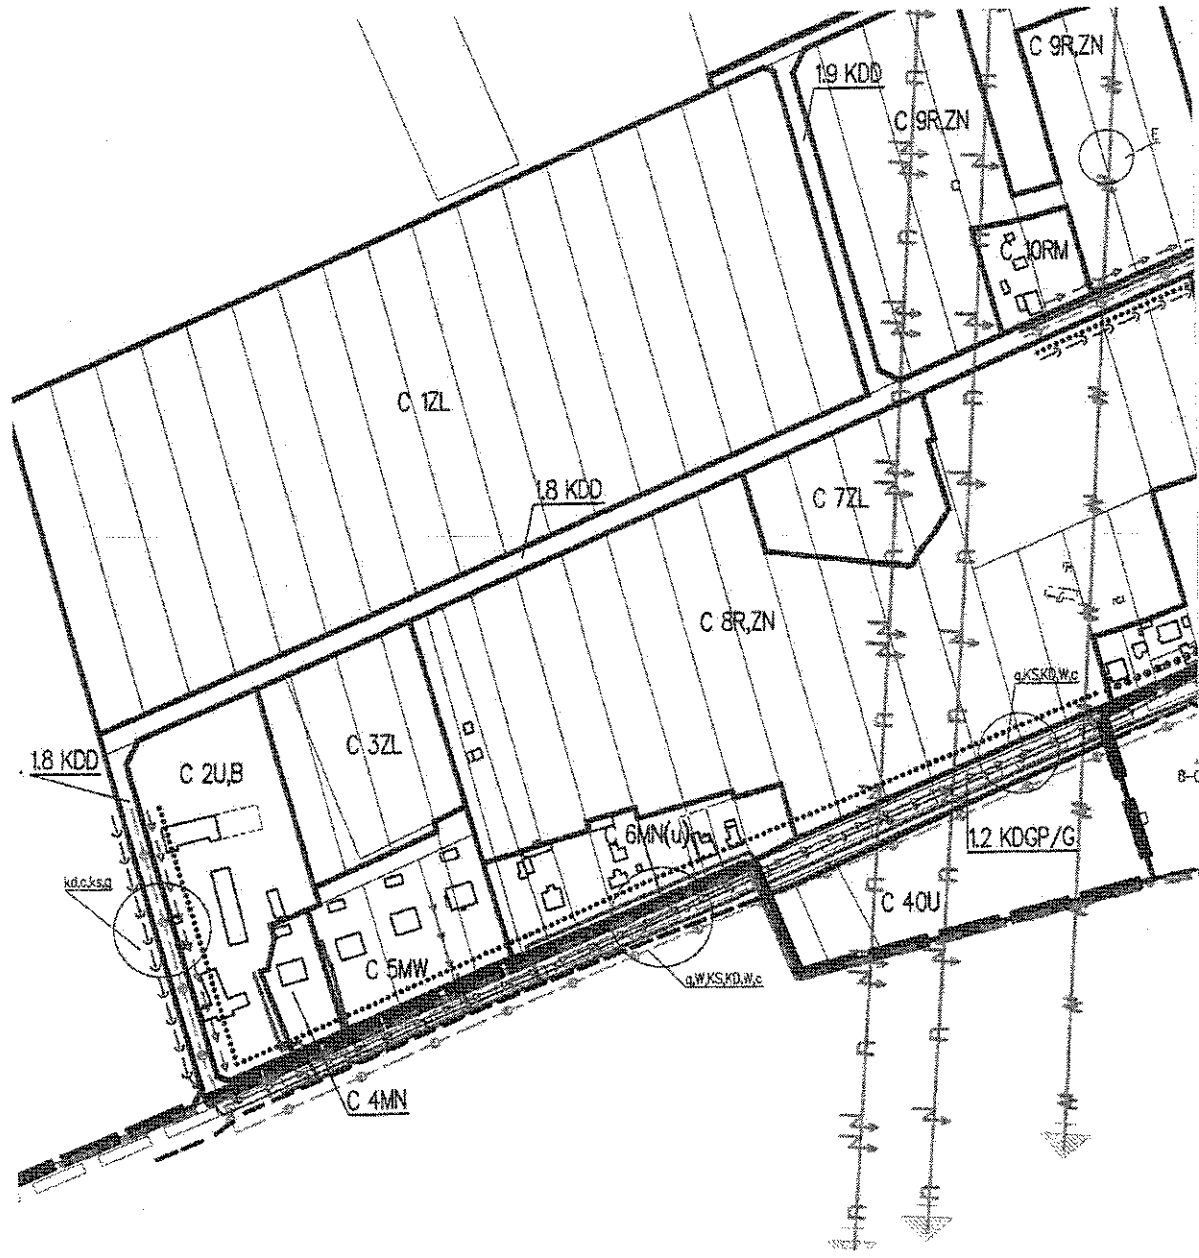 C 9R,ZN
1.9 KDD
C 9R,ZN
E
C 10RM
C 1ZL
1.8 KDD
C 7ZL
C 8R,ZN
g,KS,KD,W,c
C 3ZL
1.8 KDD
C 2U,B
C 6MN(u)
1.2 KDGP/G
kd,c,ks,g
C 40U
C 5MW
g,W,KS,KD,W,c
C 4MN